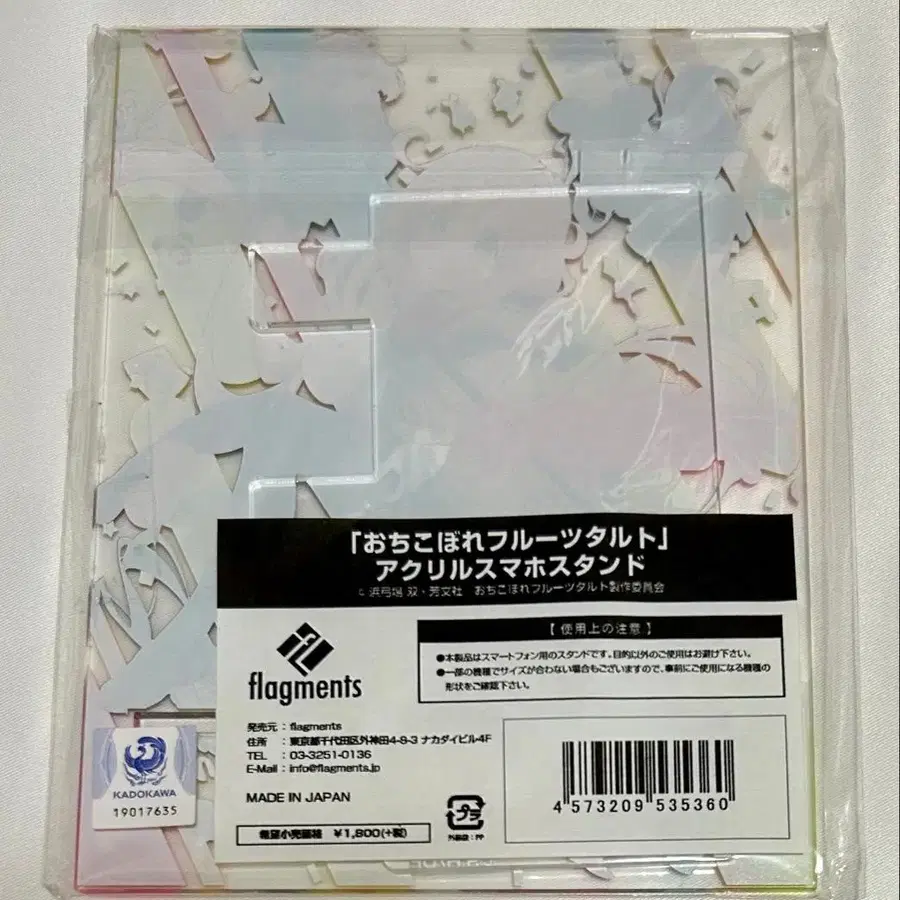 「おちこぼれフルーツタルト」
アクリルスマホスタンド
© 浜弓場 双・芳文社 おちこぼれフルーツタルト製作委員会
flagments
【 使用上の注意 】
●本製品はスマートフォン用のスタンドです。目的以外のご使用はお避け下さい。
●一部の機種でサイズが合わない場合もございますので、事前にご使用になる機種の
形状をご確認下さい。
発売元 : flagments
住所 : 東京都千代田区外神田4-8-3 ナカダイビル4F
TEL : 03-3251-0136
E-Mail : info@flagments.jp
MADE IN JAPAN
希望小売価格 ¥1,800(+税)
プラ
外装袋：PP
4 573209 535360
KADOKAWA
19017635